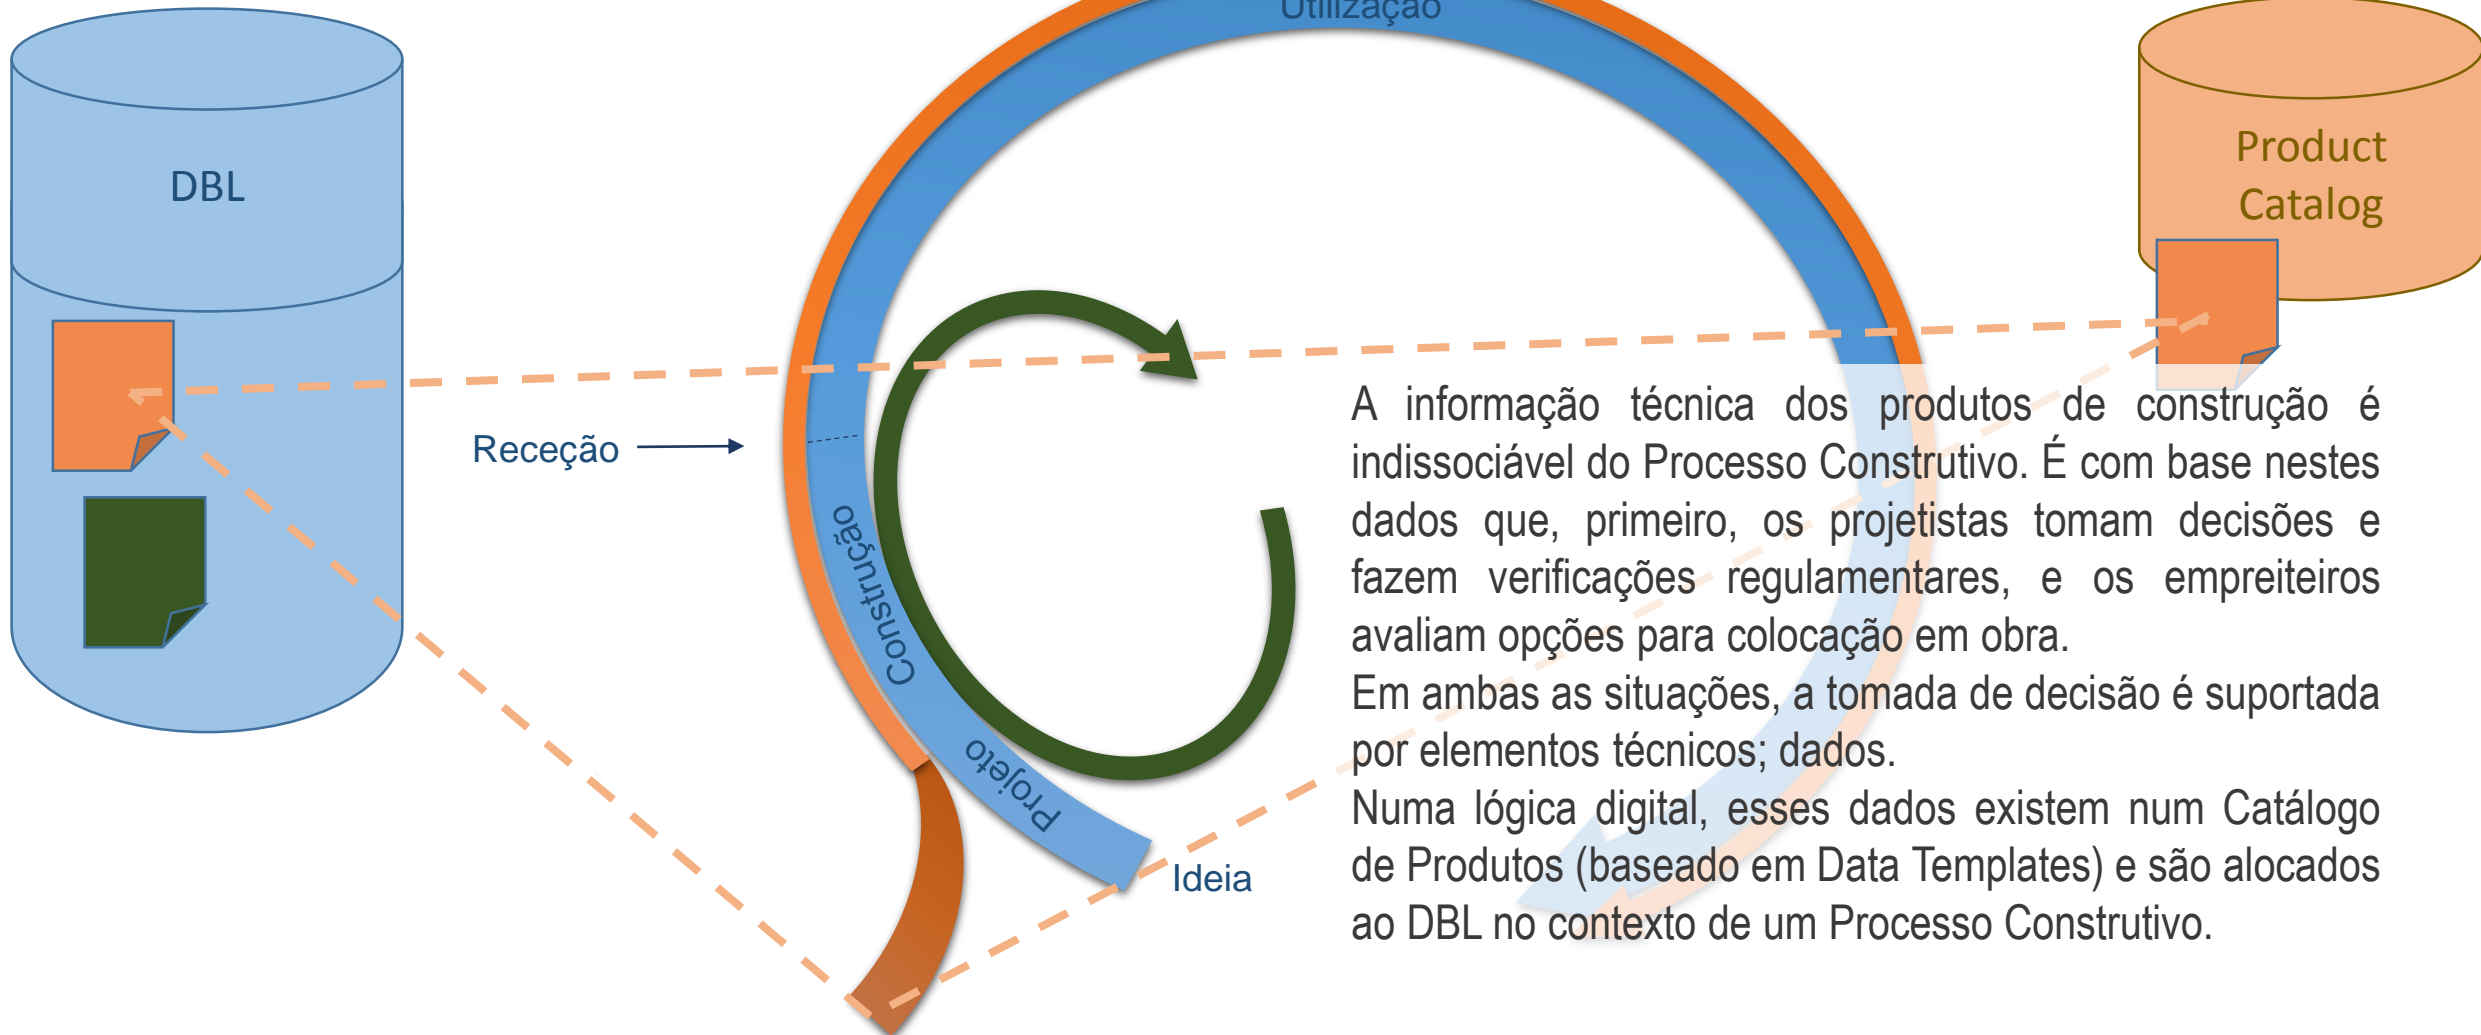 Utilização
DBL
Product
Catalog
Receção
Construção
Projeto
Ideia
A informação técnica dos produtos de construção é
indissociável do Processo Construtivo. É com base nestes
dados que, primeiro, os projetistas tomam decisões e
fazem verificações regulamentares, e os empreiteiros
avaliam opções para colocação em obra.
Em ambas as situações, a tomada de decisão é suportada
por elementos técnicos; dados.
Numa lógica digital, esses dados existem num Catálogo
de Produtos (baseado em Data Templates) e são alocados
ao DBL no contexto de um Processo Construtivo.